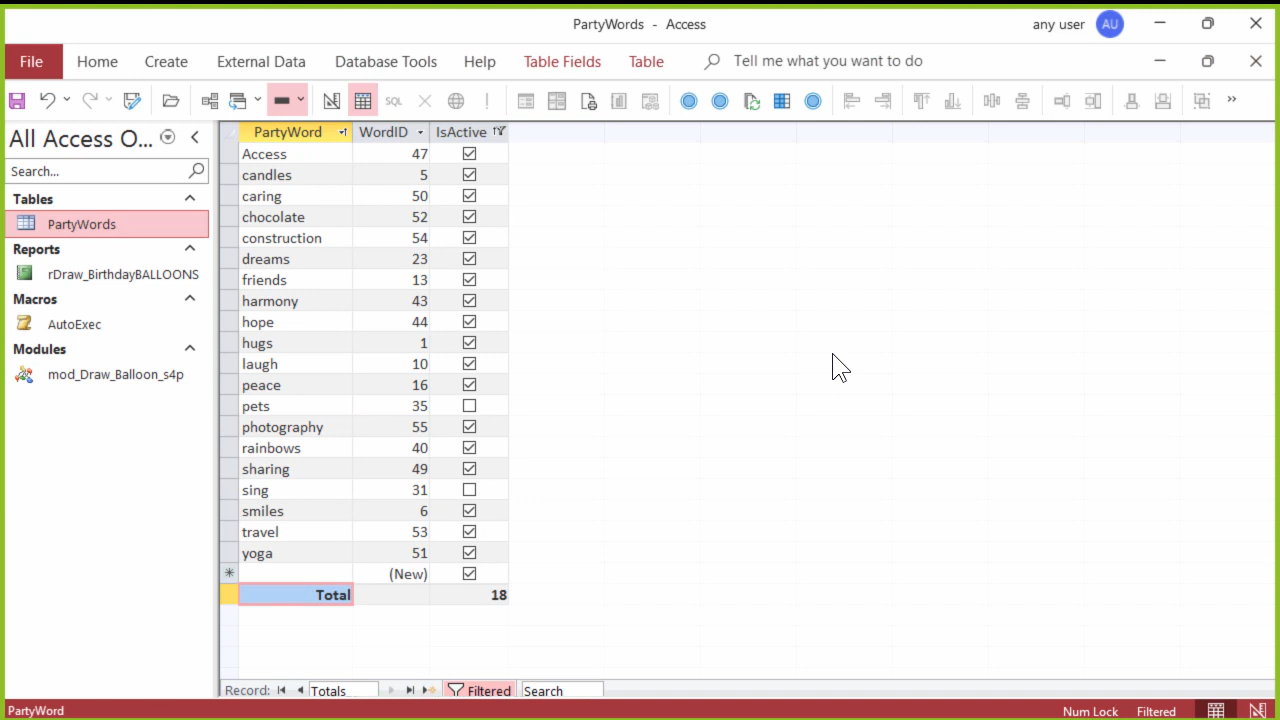 PartyWords - Access
any user AU
File Home Create External Data Database Tools Help Table Fields Table Tell me what you want to do
SQL
All Access O...
Search...
Tables
PartyWords
Reports
rDraw_BirthdayBALLOONS
Macros
AutoExec
Modules
mod_Draw_Balloon_s4p
PartyWord WordID IsActive
Access 47
candles 5
caring 50
chocolate 52
construction 54
dreams 23
friends 13
harmony 43
hope 44
hugs 1
laugh 10
peace 16
pets 35
photography 55
rainbows 40
sharing 49
sing 31
smiles 6
travel 53
yoga 51
(New)
Total 18
Record: Totals Filtered Search
PartyWord Num Lock Filtered